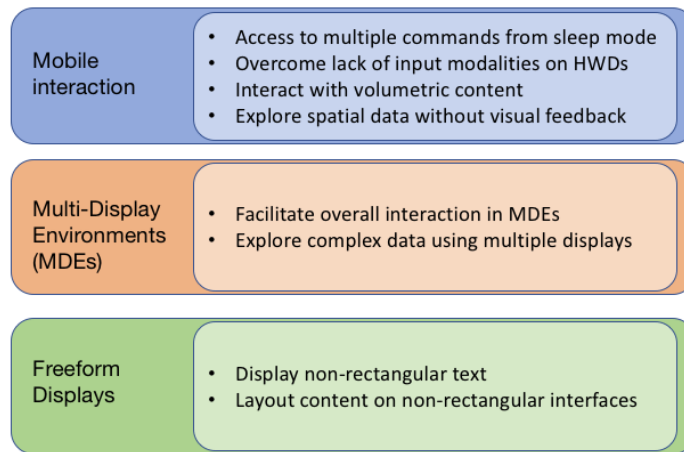 Mobile
interaction
• Access to multiple commands from sleep mode
• Overcome lack of input modalities on HWDs
• Interact with volumetric content
• Explore spatial data without visual feedback
Multi-Display
Environments
(MDEs)
• Facilitate overall interaction in MDEs
• Explore complex data using multiple displays
Freeform
Displays
• Display non-rectangular text
• Layout content on non-rectangular interfaces